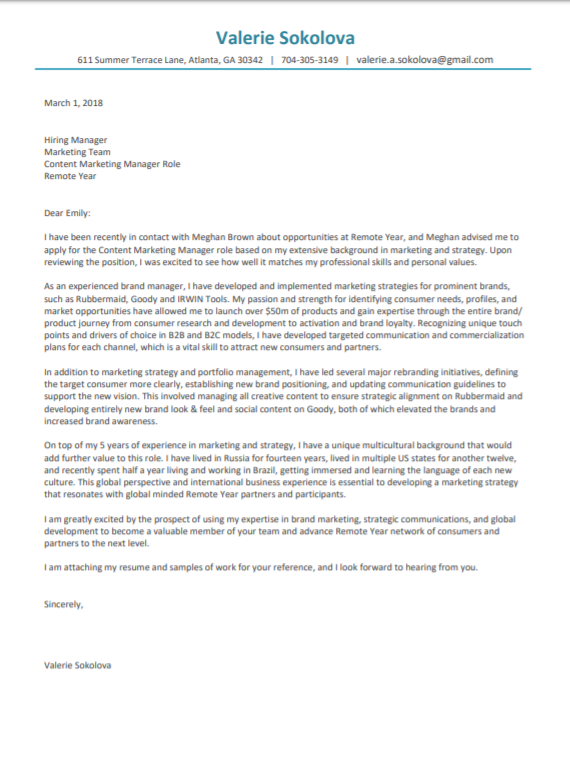 Valerie Sokolova
611 Summer Terrace Lane, Atlanta, GA 30342 | 704-305-3149 | valerie.a.sokolova@gmail.com
March 1, 2018
Hiring Manager
Marketing Team
Content Marketing Manager Role
Remote Year
Dear Emily:
I have been recently in contact with Meghan Brown about opportunities at Remote Year, and Meghan advised me to
apply for the Content Marketing Manager role based on my extensive background in marketing and strategy. Upon
reviewing the position, I was excited to see how well it matches my professional skills and personal values.
As an experienced brand manager, I have developed and implemented marketing strategies for prominent brands,
such as Rubbermaid, Goody and IRWIN Tools. My passion and strength for identifying consumer needs, profiles, and
market opportunities have allowed me to launch over $50m of products and gain expertise through the entire brand/
product journey from consumer research and development to activation and brand loyalty. Recognizing unique touch
points and drivers of choice in B2B and B2C models, I have developed targeted communication and commercialization
plans for each channel, which is a vital skill to attract new consumers and partners.
In addition to marketing strategy and portfolio management, I have led several major rebranding initiatives, defining
the target consumer more clearly, establishing new brand positioning, and updating communication guidelines to
support the new vision. This involved managing all creative content to ensure strategic alignment on Rubbermaid and
developing entirely new brand look & feel and social content on Goody, both of which elevated the brands and
increased brand awareness.
On top of my 5 years of experience in marketing and strategy, I have a unique multicultural background that would
add further value to this role. I have lived in Russia for fourteen years, lived in multiple US states for another twelve,
and recently spent half a year living and working in Brazil, getting immersed and learning the language of each new
culture. This global perspective and international business experience is essential to developing a marketing strategy
that resonates with global minded Remote Year partners and participants.
I am greatly excited by the prospect of using my expertise in brand marketing, strategic communications, and global
development to become a valuable member of your team and advance Remote Year network of consumers and
partners to the next level.
I am attaching my resume and samples of work for your reference, and I look forward to hearing from you.
Sincerely,
Valerie Sokolova